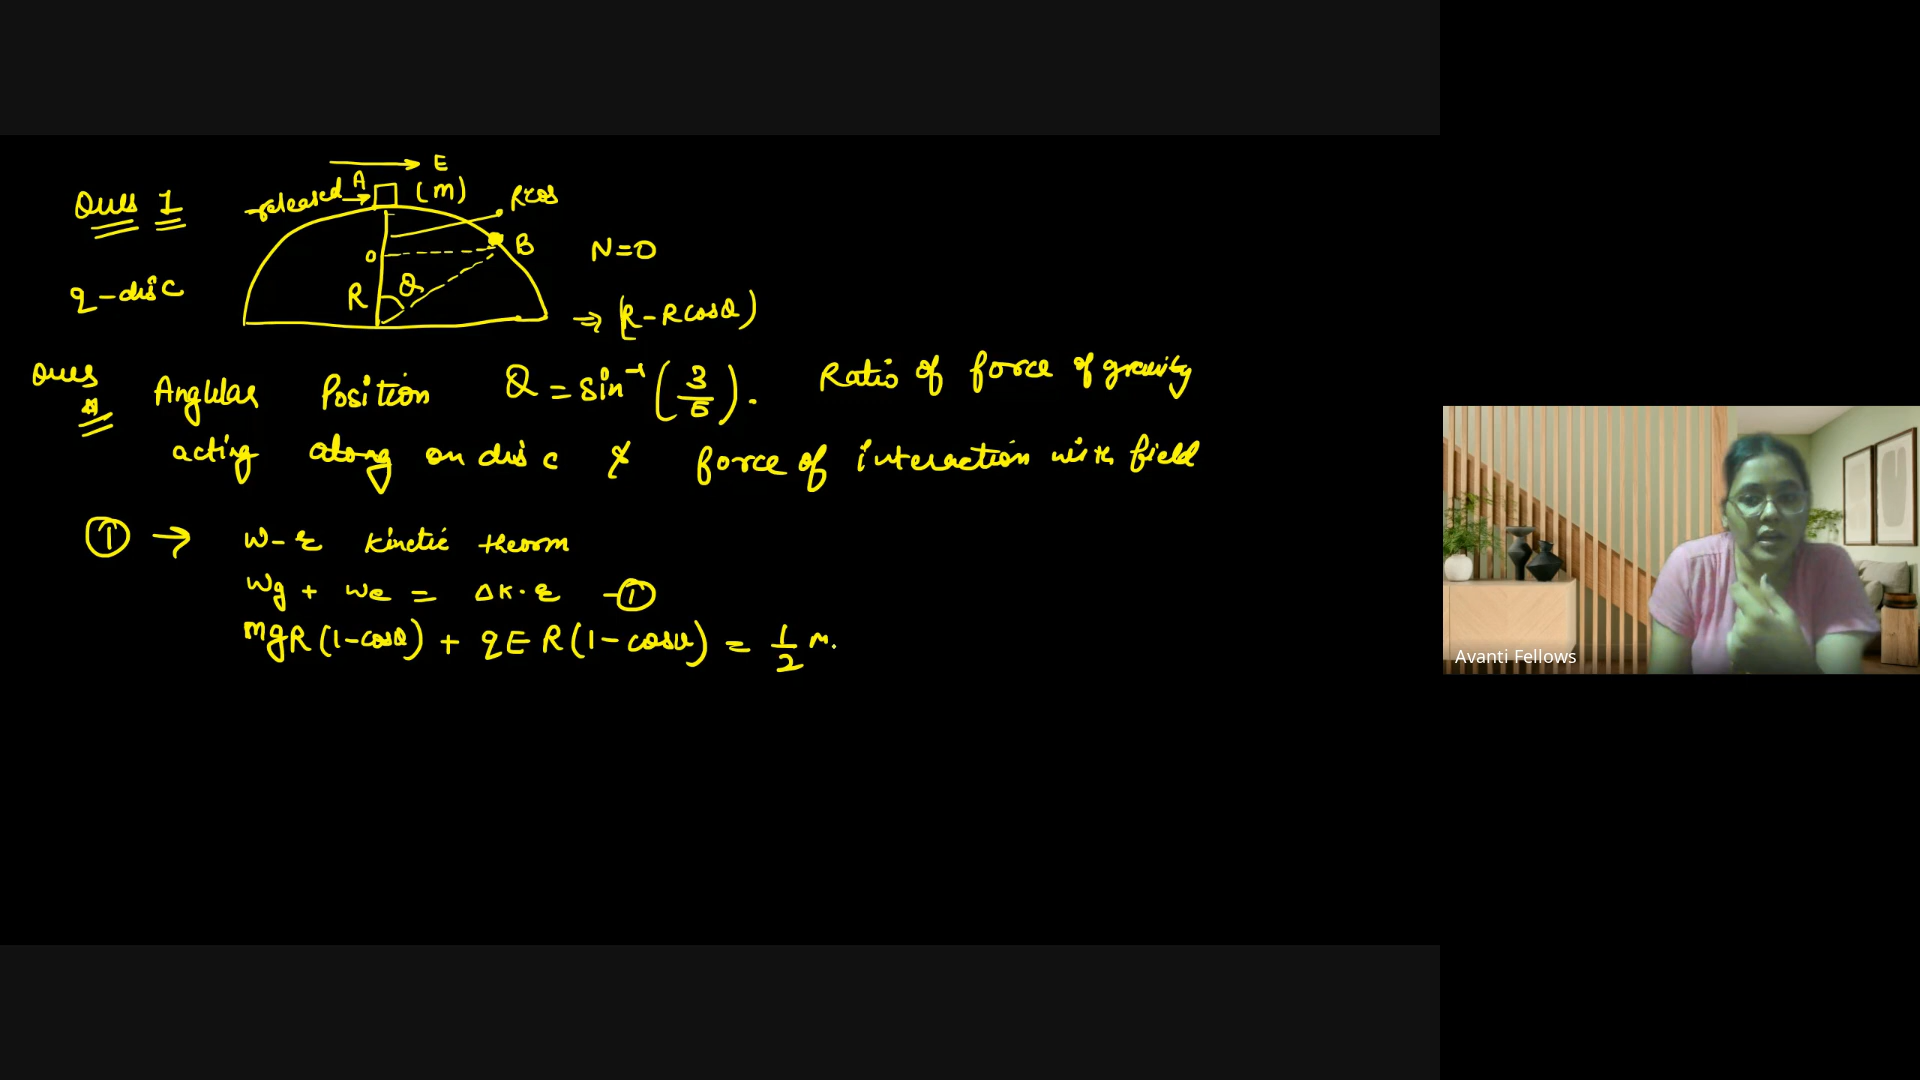 → E
Ques 1
released → A (m) Rcos
O B N=0
q-disc
R θ
⇒ (R-Rcosθ)
Ques
Angular Position θ = sin⁻¹ (3/5). Ratio of force of gravity
acting along on disc & force of interaction with field
① → W-E kinetic theorm
Wg + We = ΔK.E -①
mgR(1-cosθ) + qER(1-cosθ) = 1/2 m.
Avanti Fellows